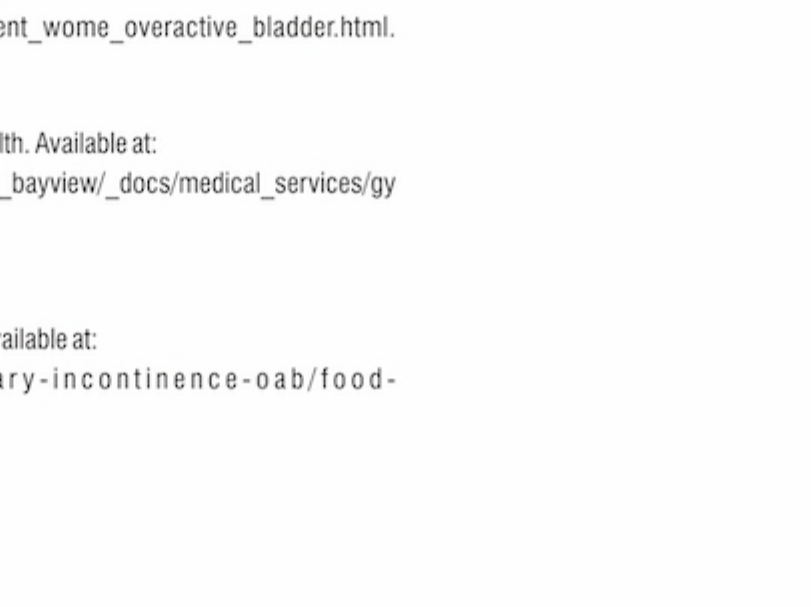 ent_wome_overactive_bladder.html.
lth. Available at:
_bayview/_docs/medical_services/gy
ailable at:
ary-incontinence-oab/food-